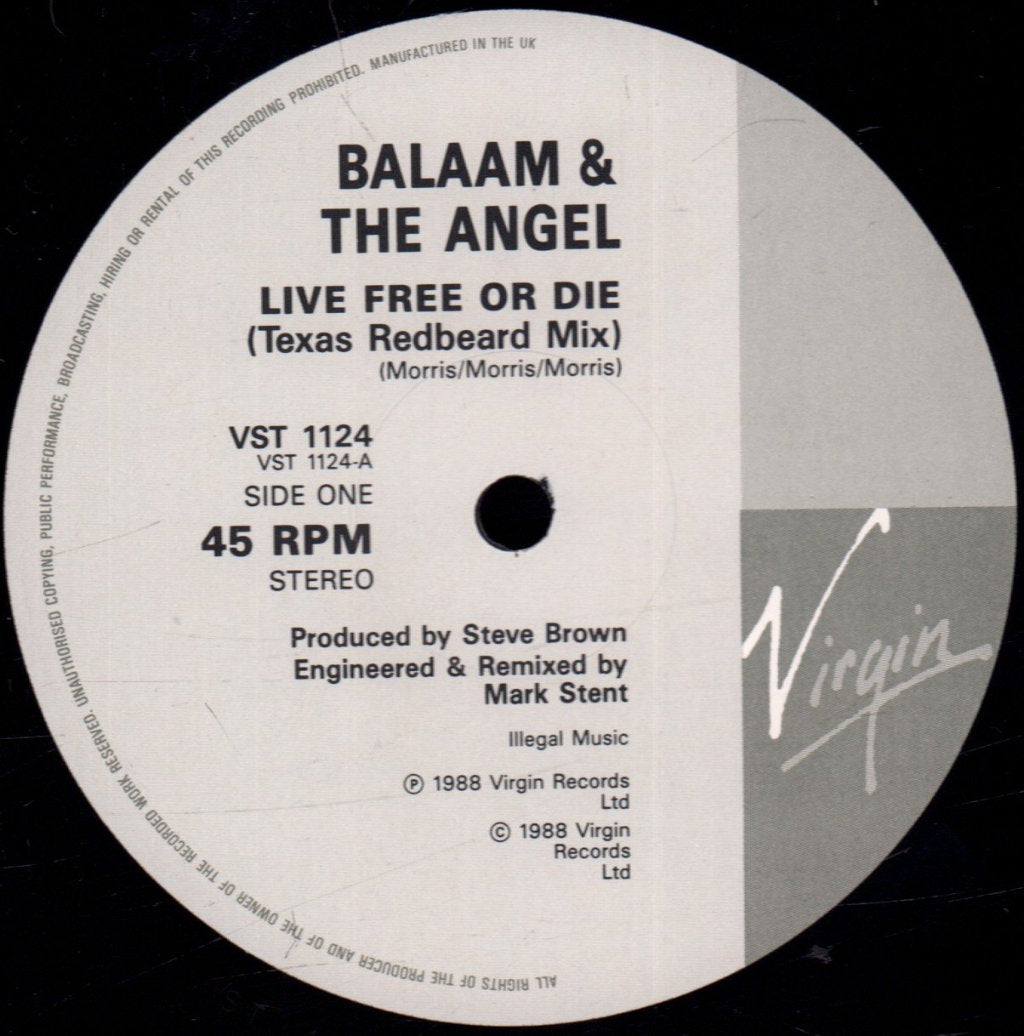 BALAAM &
THE ANGEL
LIVE FREE OR DIE
(Texas Redbeard Mix)
(Morris/Morris/Morris)
VST 1124
VST 1124-A
SIDE ONE
45 RPM
STEREO
Produced by Steve Brown
Engineered & Remixed by
Mark Stent
Illegal Music
Ⓟ 1988 Virgin Records
Ltd
© 1988 Virgin
Records
Ltd
Virgin
ALL RIGHTS OF THE PRODUCER AND OF THE OWNER OF THE RECORDED WORK RESERVED. UNAUTHORISED COPYING, PUBLIC PERFORMANCE, BROADCASTING, HIRING OR RENTAL OF THIS RECORDING PROHIBITED. MANUFACTURED IN THE UK